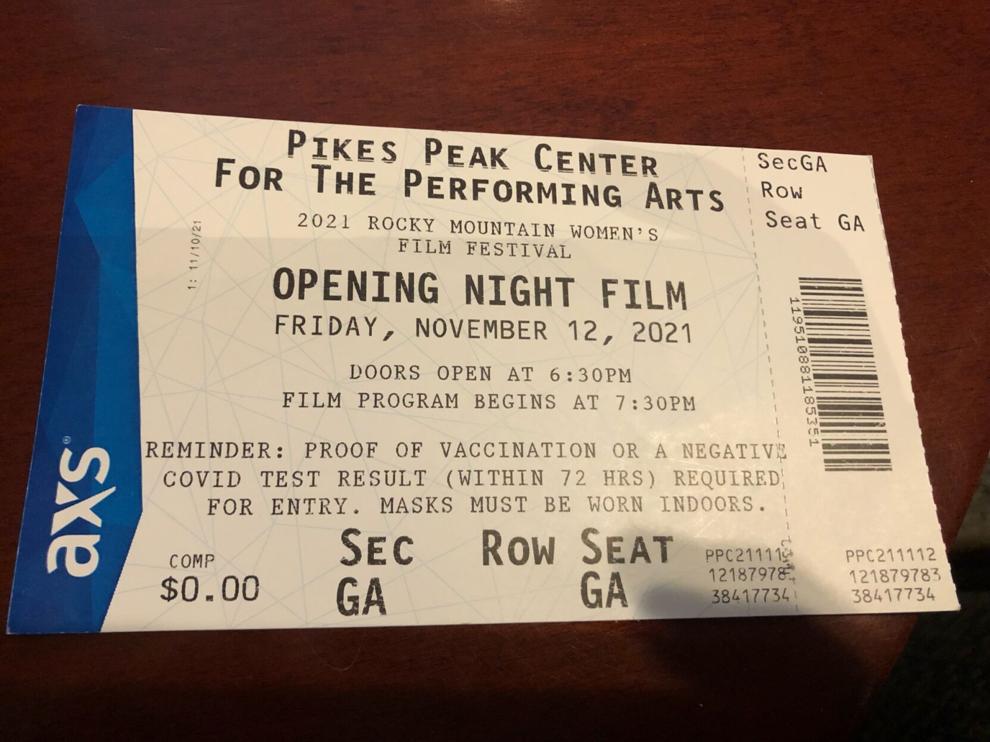 PIKES PEAK CENTER
FOR THE PERFORMING ARTS
2021 ROCKY MOUNTAIN WOMEN'S
FILM FESTIVAL
OPENING NIGHT FILM
FRIDAY, NOVEMBER 12, 2021
DOORS OPEN AT 6:30PM
FILM PROGRAM BEGINS AT 7:30PM
REMINDER: PROOF OF VACCINATION OR A NEGATIVE
COVID TEST RESULT (WITHIN 72 HRS) REQUIRED
FOR ENTRY. MASKS MUST BE WORN INDOORS.
COMP
$0.00
SEC ROW SEAT
GA GA
PPC21111
12187978
38417734
1: 11/10/21
axs®
SecGA
Row
Seat GA
119510881185351
PPC211112
121879783
38417734